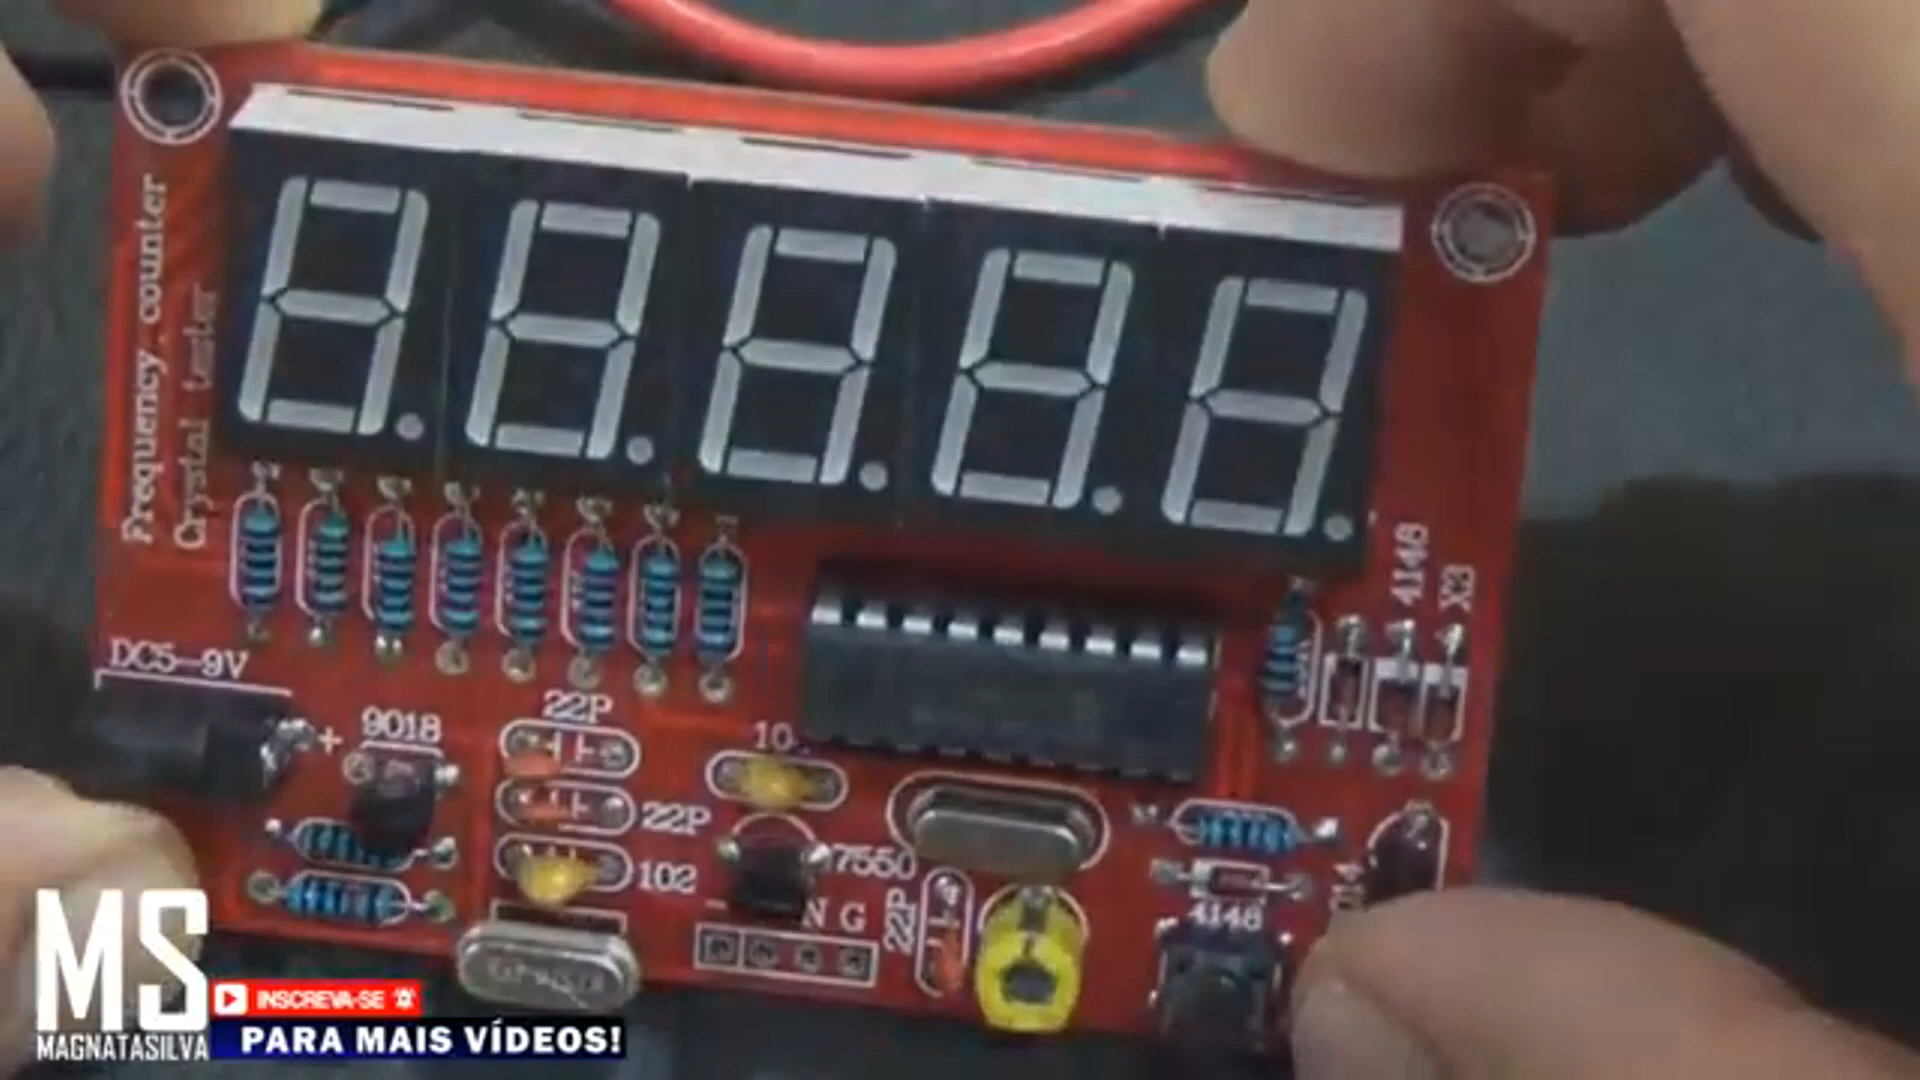 Frequency counter
Crystal tester
4148
X3
DC5-9V
+
9018
22P
10
22P
102
7550
N G
22P
4148
MS
MAGNATASILVA
INSCREVA-SE
PARA MAIS VÍDEOS!